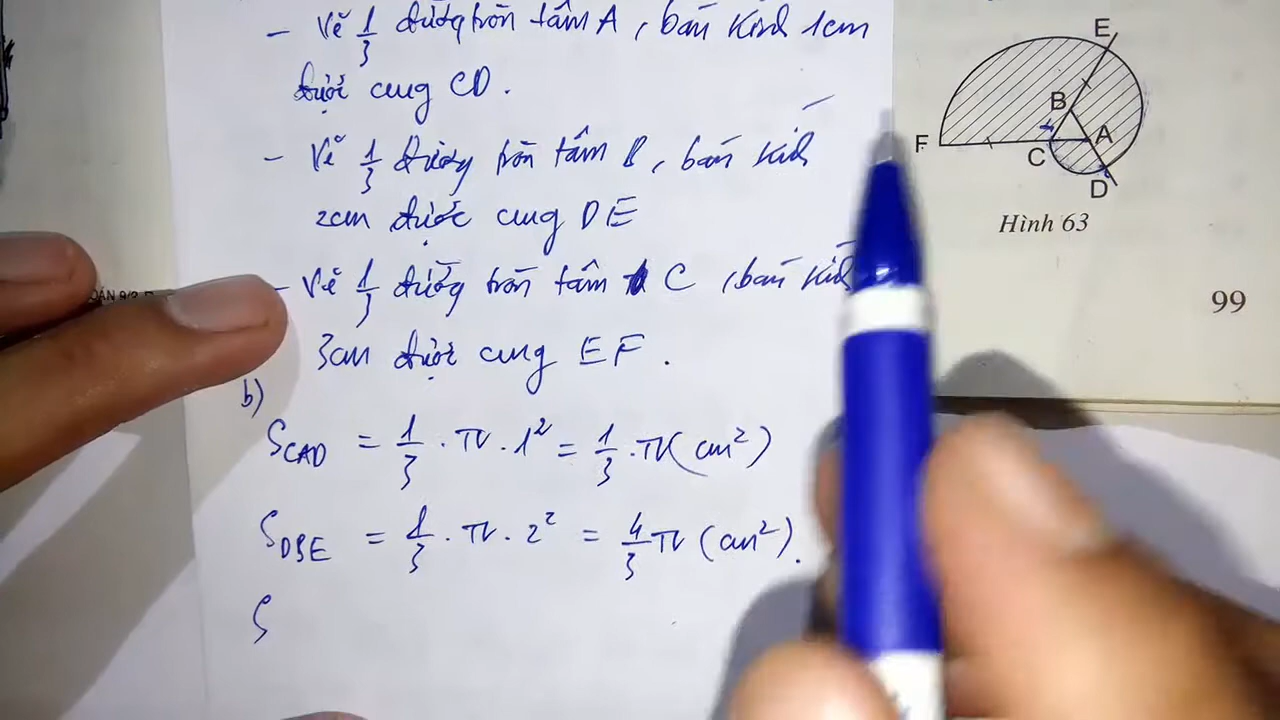 - Vẽ 1/3 đường tròn tâm A, bán kính 1cm
được cung CD.
- Vẽ 1/3 đường tròn tâm B, bán kính
2cm được cung DE
- Vẽ 1/3 đường tròn tâm C, bán kính
3cm được cung EF.
b)
S_CAD = 1/3 . π . 1² = 1/3 . π (cm²)
S_DBE = 1/3 . π . 2² = 4/3 π (cm²).
S
E
B
F
A
C
D
Hình 63
99